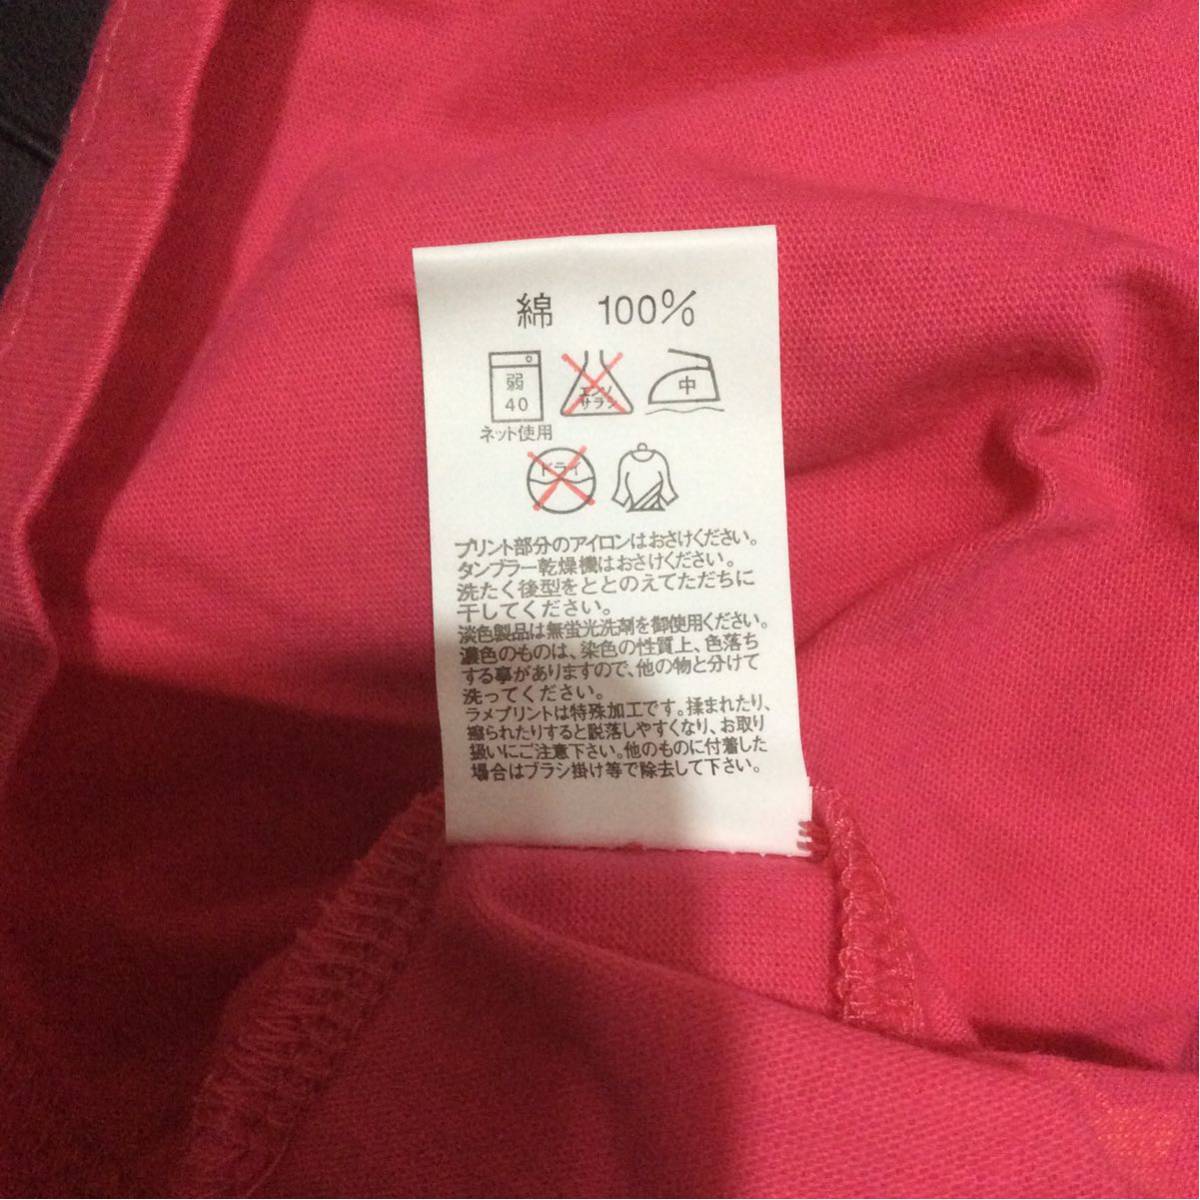 綿 100%
弱
40
ネット使用
エンソ
サラシ
中
ドライ
プリント部分のアイロンはおさけください。
タンブラー乾燥機はおさけください。
洗たく後型をととのえてただちに
干してください。
淡色製品は無蛍光洗剤を御使用ください。
濃色のものは、染色の性質上、色落ち
する事がありますので、他の物と分けて
洗ってください。
ラメプリントは特殊加工です。揉まれたり、
擦られたりすると脱落しやすくなり、お取り
扱いにご注意下さい。他のものに付着した
場合はブラシ掛け等で除去して下さい。